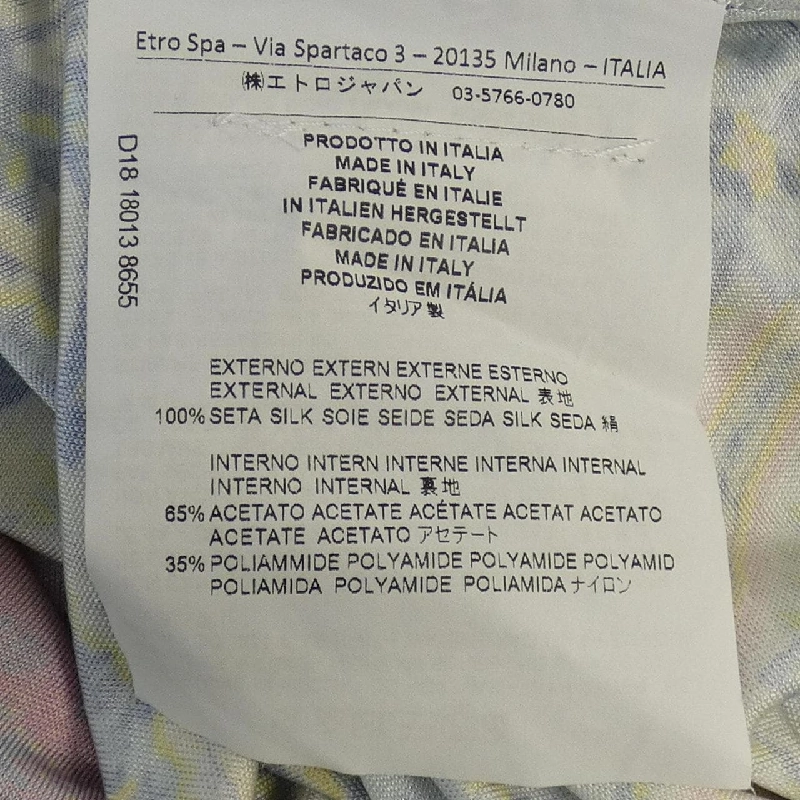 Etro Spa – Via Spartaco 3 – 20135 Milano – ITALIA
㈱エトロジャパン 03-5766-0780
D18 18013 8655
PRODOTTO IN ITALIA
MADE IN ITALY
FABRIQUÉ EN ITALIE
IN ITALIEN HERGESTELLT
FABRICADO EN ITALIA
MADE IN ITALY
PRODUZIDO EM ITÁLIA
イタリア製
EXTERNO EXTERN EXTERNE ESTERNO
EXTERNAL EXTERNO EXTERNAL 表地
100% SETA SILK SOIE SEIDE SEDA SILK SEDA 絹
INTERNO INTERN INTERNE INTERNA INTERNAL
INTERNO INTERNAL 裏地
65% ACETATO ACETATE ACÉTATE ACETAT ACETATO
ACETATE ACETATO アセテート
35% POLIAMMIDE POLYAMIDE POLYAMIDE POLYAMID
POLIAMIDA POLYAMIDE POLIAMIDA ナイロン